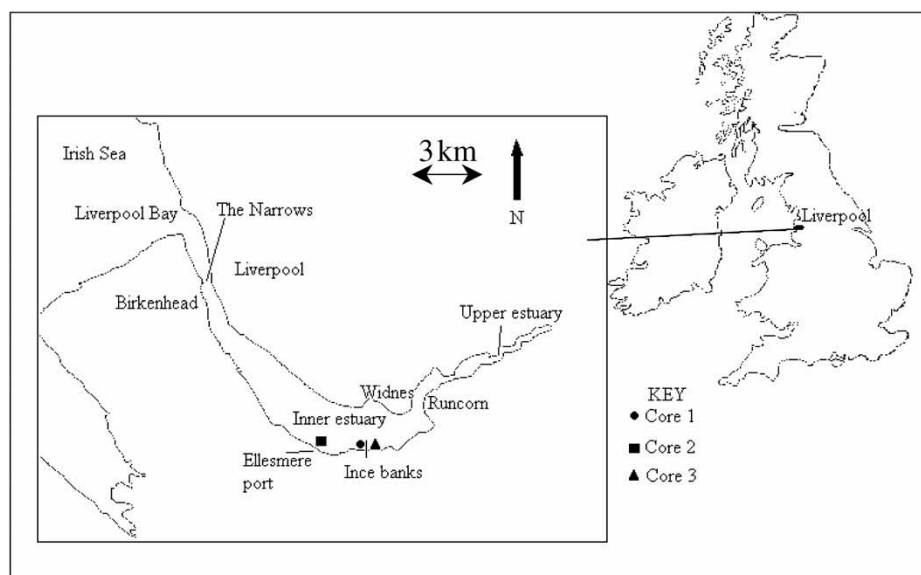 Irish Sea
3km
N
Liverpool Bay
The Narrows
Liverpool
Birkenhead
Upper estuary
Widnes
Runcorn
Inner estuary
Ellesmere
port
Ince banks
Liverpool
KEY
Core 1
Core 2
Core 3